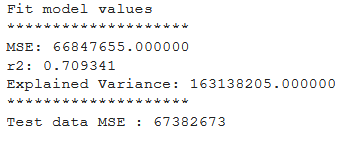 Fit model values
********************
MSE: 66847655.000000
r2: 0.709341
Explained Variance: 163138205.000000
********************
Test data MSE : 67382673